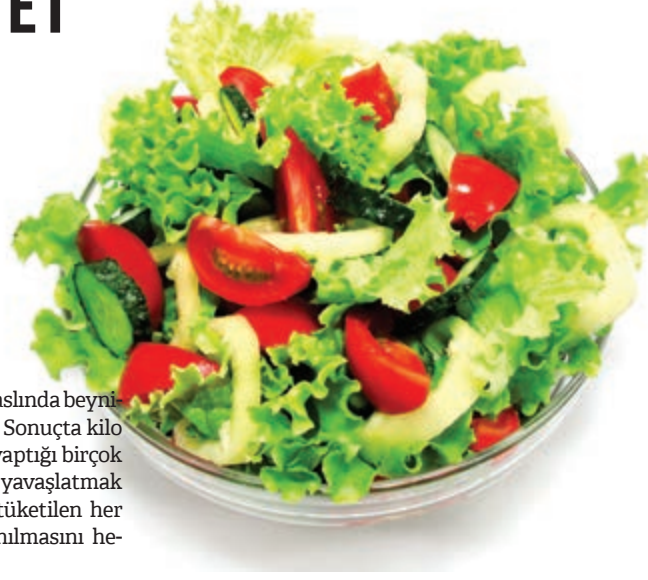 ET
aslında beyni-
Sonuçta kilo
yaptığı birçok
yavaşlatmak
tüketilen her
nılmasını he-